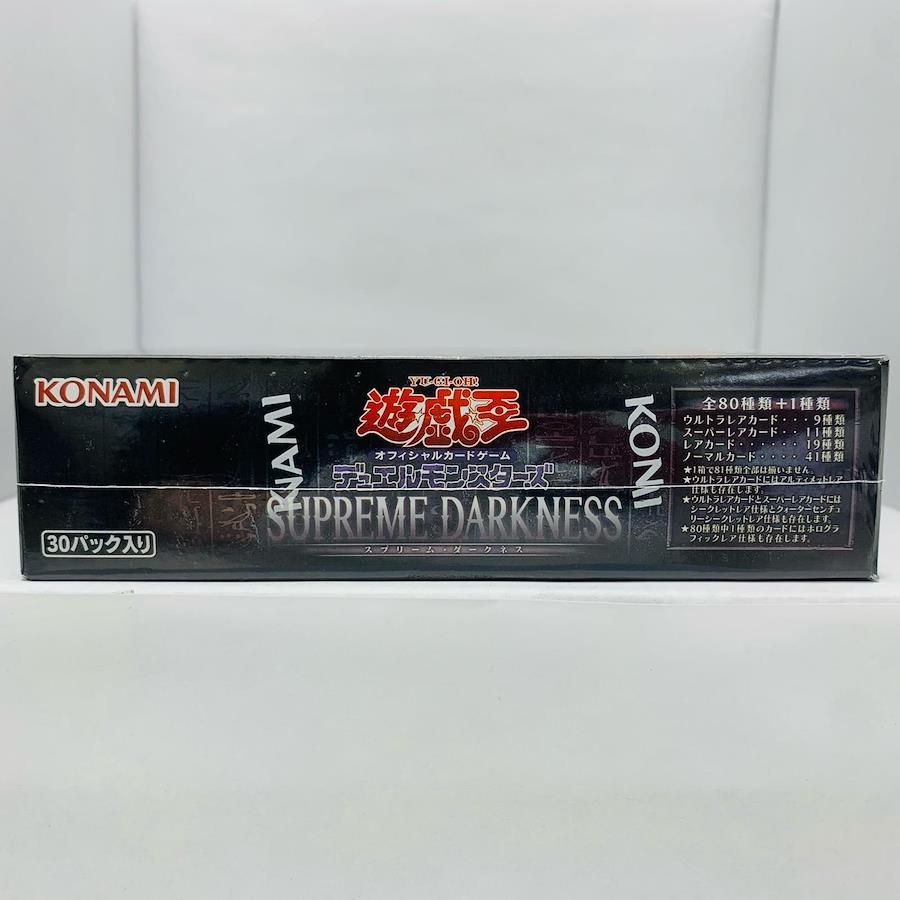 KONAMI
YU-GI-OH!
遊戯王
オフィシャルカードゲーム
デュエルモンスターズ
SUPREME DARKNESS
スプリーム・ダークネス
30パック入り
NAMI
KONI
全80種類+1種類
ウルトラレアカード・・・9種類
スーパーレアカード・・・11種類
レアカード・・・・・・19種類
ノーマルカード・・・・41種類
★1箱で81種類全部は揃いません。
★ウルトラレアカードにはアルティメットレア
仕様も存在します。
★ウルトラレアカードとスーパーレアカードには
シークレットレア仕様とクォーターセンチュ
リーシークレットレア仕様も存在します。
★80種類中1種類のカードにはホログラ
フィックレア仕様も存在します。